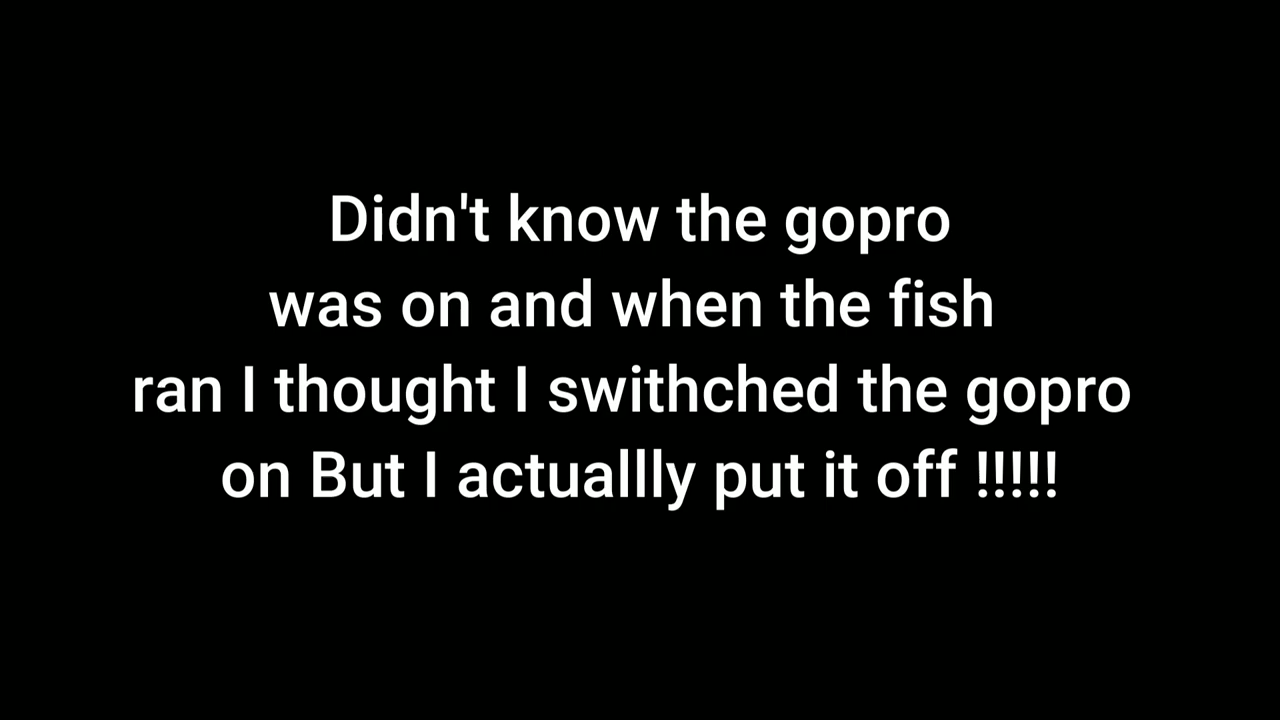 Didn't know the gopro
was on and when the fish
ran I thought I swithched the gopro
on But I actuallly put it off !!!!!